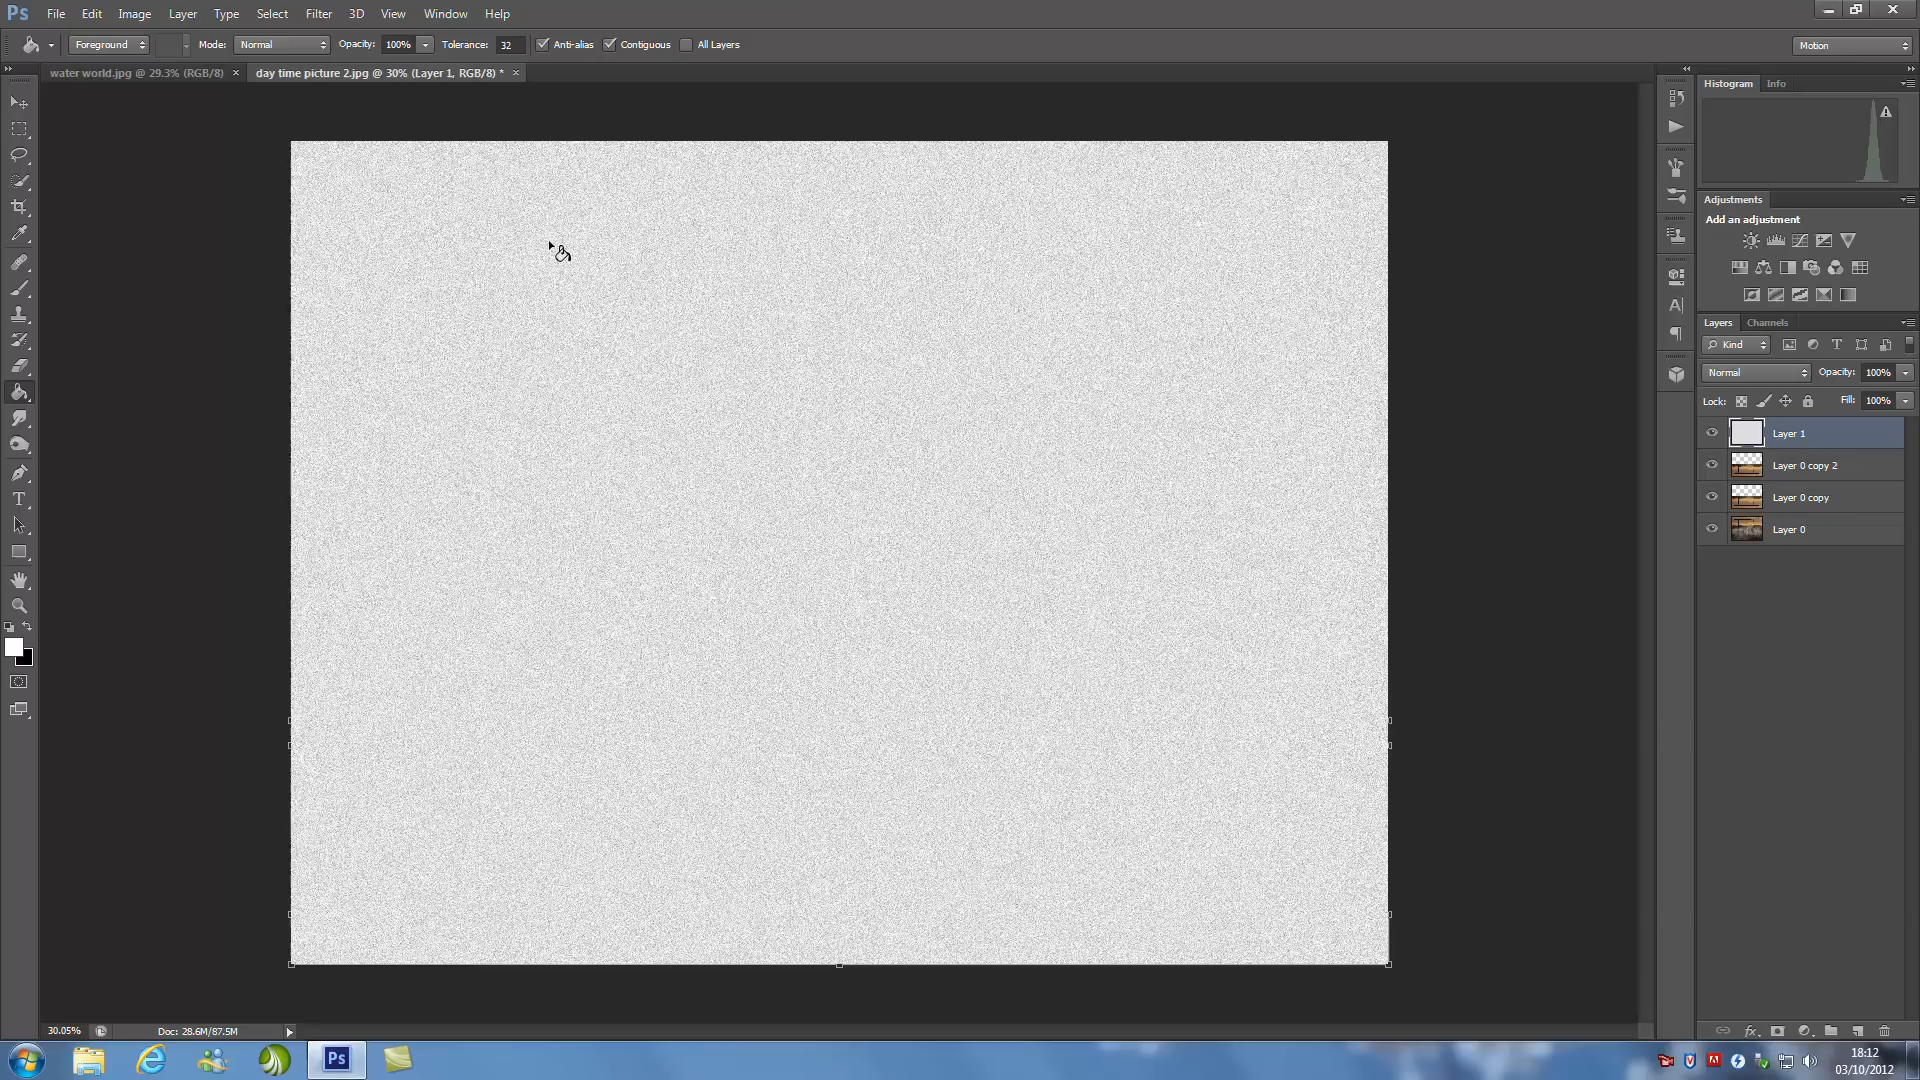 Ps File Edit Image Layer Type Select Filter 3D View Window Help
Foreground Mode: Normal Opacity: 100% Tolerance: 32 Anti-alias Contiguous All Layers Motion
water world.jpg @ 29.3% (RGB/8) × day time picture 2.jpg @ 30% (Layer 1, RGB/8) * ×
Histogram Info
Adjustments
Add an adjustment
Layers Channels
Kind
Normal Opacity: 100%
Lock: Fill: 100%
Layer 1
Layer 0 copy 2
Layer 0 copy
Layer 0
30.05% Doc: 28.6M/87.5M
Ps
18:12
03/10/2012